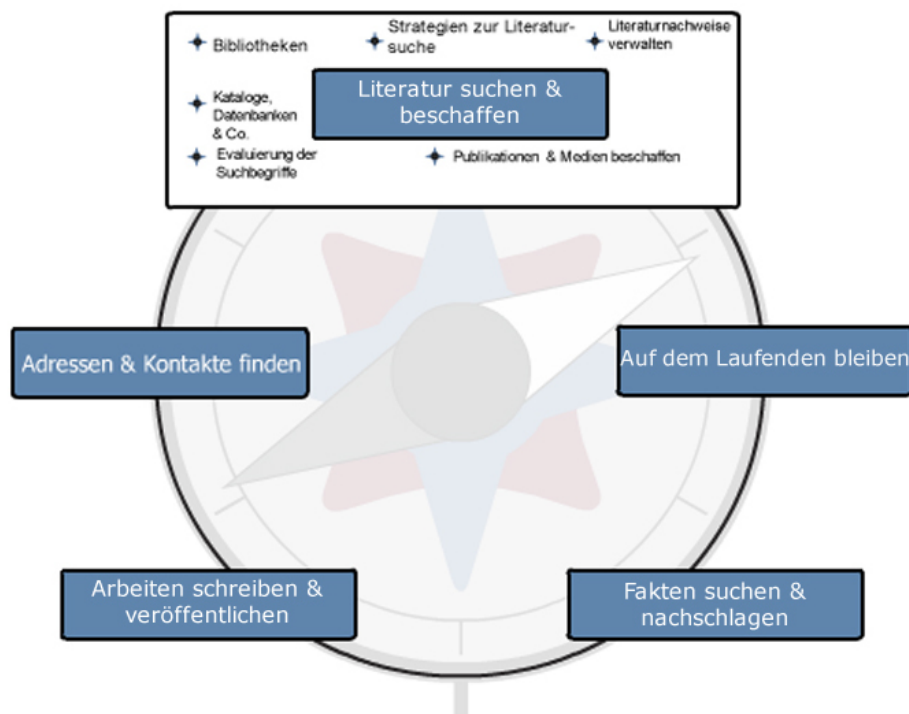 Bibliotheken
Strategien zur Literatur-
suche
Literaturnachweise
verwalten
Literatur suchen &
beschaffen
Kataloge,
Datenbanken
& Co.
Evaluierung der
Suchbegriffe
Publikationen & Medien beschaffen
Adressen & Kontakte finden
Auf dem Laufenden bleiben
Arbeiten schreiben &
veröffentlichen
Fakten suchen &
nachschlagen